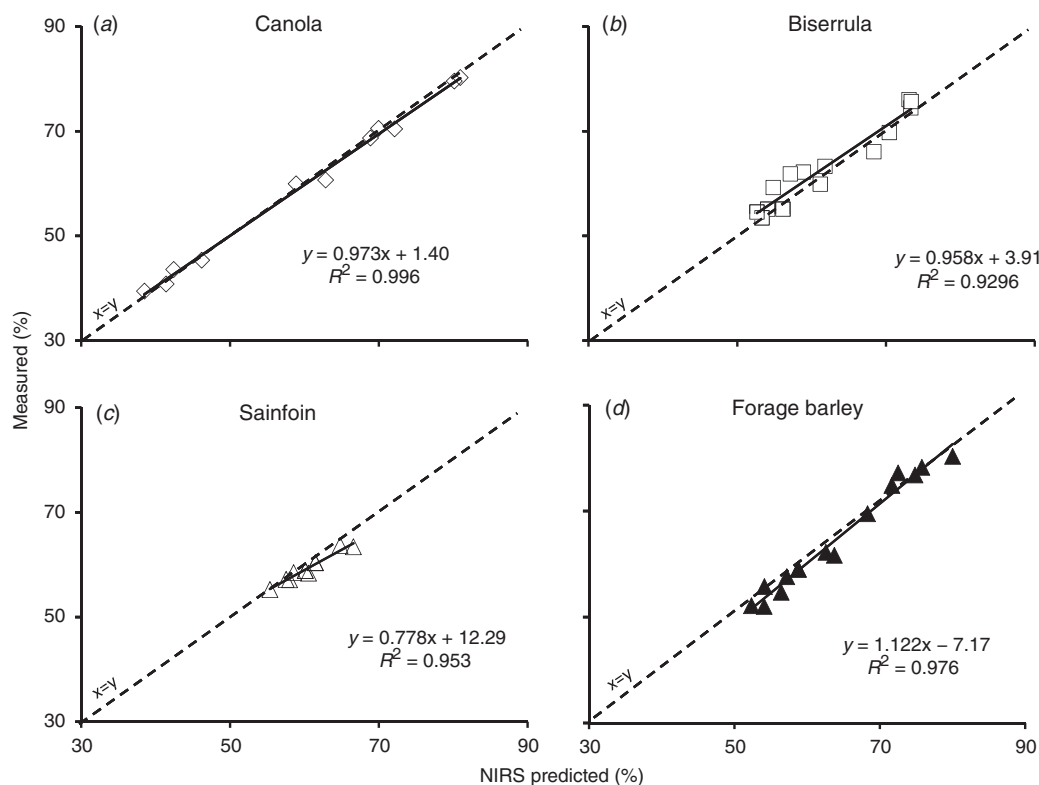 90
(a)
Canola
70
50
30
y = 0.973x + 1.40
R² = 0.996
x=y
(b)
Biserrula
y = 0.958x + 3.91
R² = 0.9296
Measured (%)
90
(c)
Sainfoin
70
50
30
y = 0.778x + 12.29
R² = 0.953
x=y
30
50
70
90
(d)
Forage barley
y = 1.122x – 7.17
R² = 0.976
x=y
30
50
70
90
NIRS predicted (%)